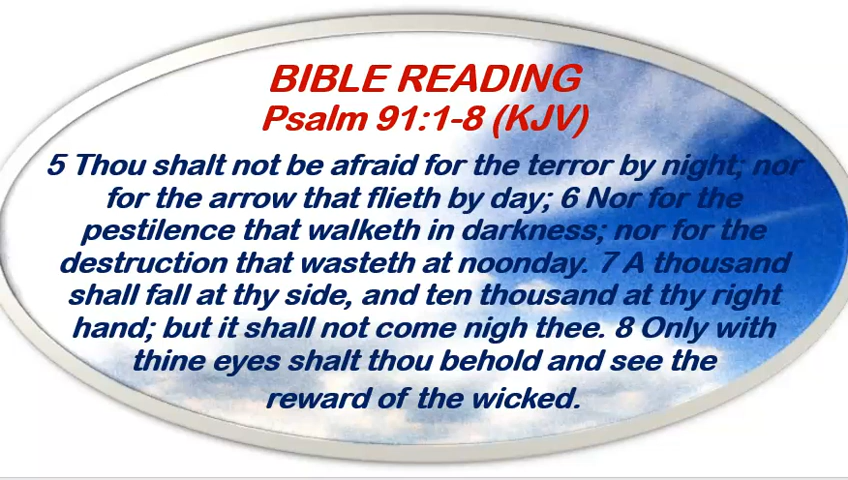 BIBLE READING
Psalm 91:1-8 (KJV)
5 Thou shalt not be afraid for the terror by night; nor
for the arrow that flieth by day; 6 Nor for the
pestilence that walketh in darkness; nor for the
destruction that wasteth at noonday. 7 A thousand
shall fall at thy side, and ten thousand at thy right
hand; but it shall not come nigh thee. 8 Only with
thine eyes shalt thou behold and see the
reward of the wicked.